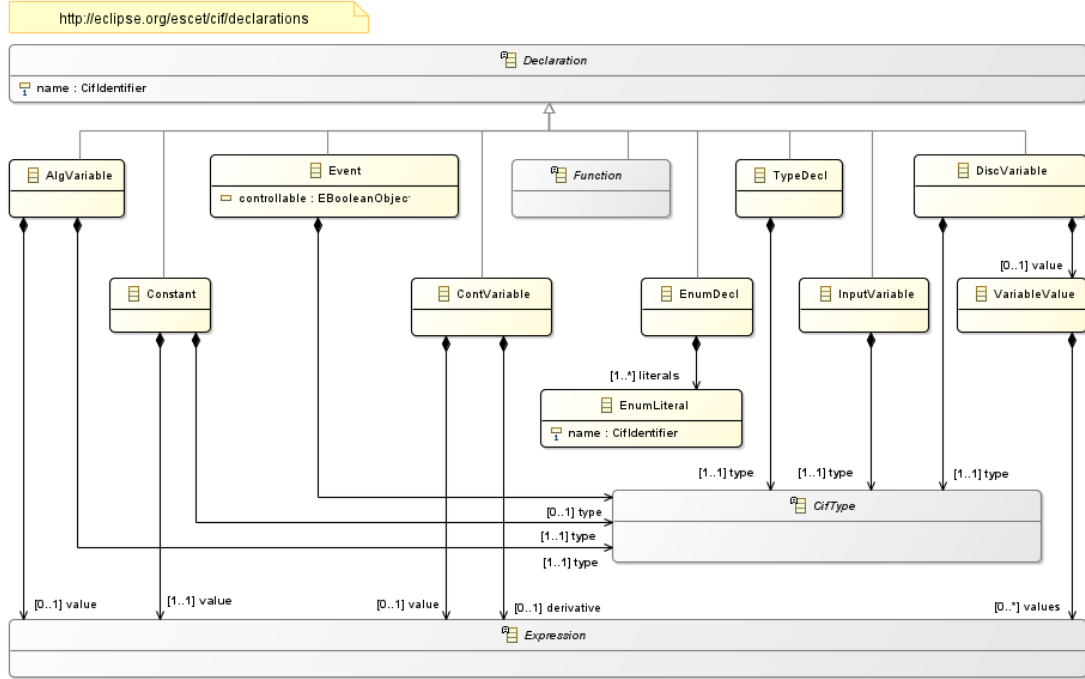 http://eclipse.org/escet/cif/declarations
Declaration
name : CifIdentifier
AlgVariable
Event
controllable : EBooleanObjec
Function
TypeDecl
DiscVariable
[0..1] value
Constant
ContVariable
EnumDecl
InputVariable
VariableValue
[1..*] literals
EnumLiteral
name : CifIdentifier
[1..1] type
[1..1] type
[1..1] type
CifType
[0..1] type
[1..1] type
[1..1] type
[0..1] value
[1..1] value
[0..1] value
[0..1] derivative
[0..*] values
Expression